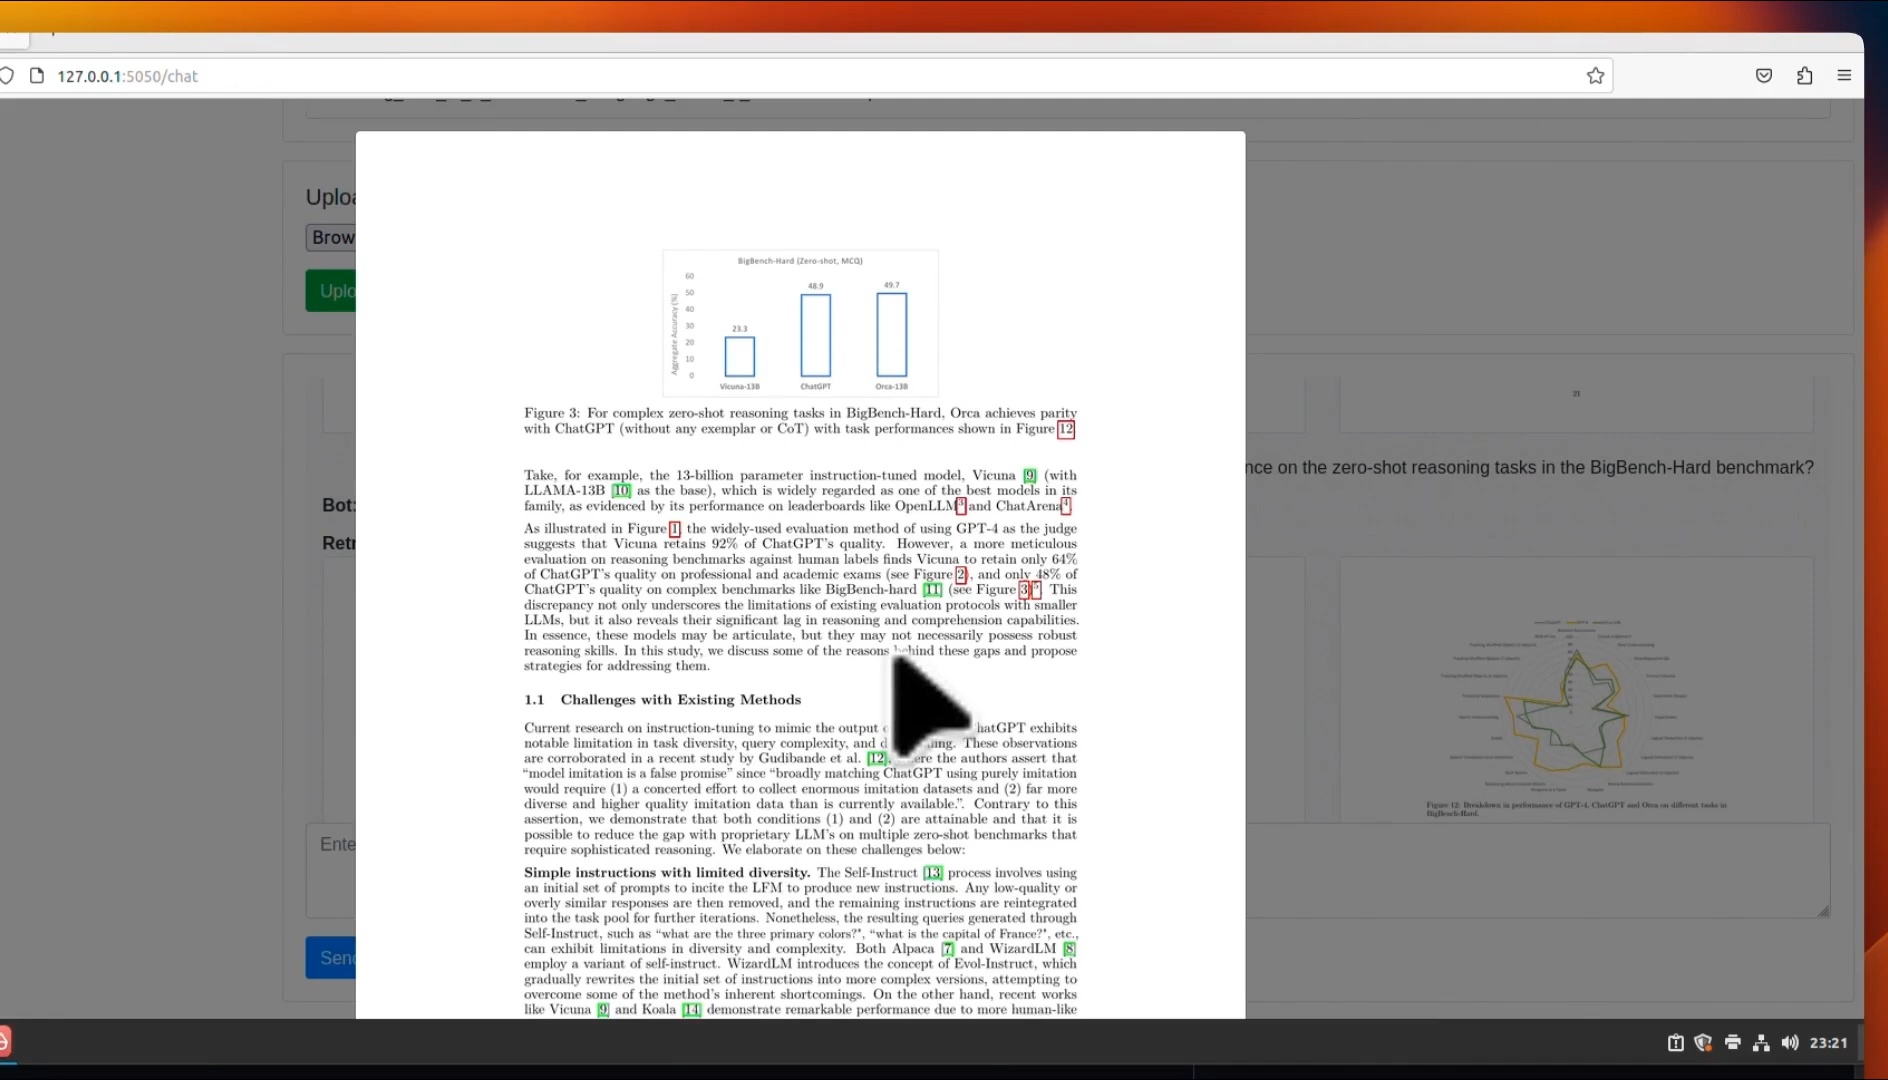 127.0.0.1:5050/chat
Uploa
Brow
Uplo
BigBench-Hard (Zero-shot, MCQ)
Aggregate Accuracy (%)
60
50
40
30
20
10
0
23.3
48.9
49.7
Vicuna-13B
ChatGPT
Orca-13B
Figure 3: For complex zero-shot reasoning tasks in BigBench-Hard, Orca achieves parity
with ChatGPT (without any exemplar or CoT) with task performances shown in Figure 12
Take, for example, the 13-billion parameter instruction-tuned model, Vicuna [9] (with
LLAMA-13B [10] as the base), which is widely regarded as one of the best models in its
family, as evidenced by its performance on leaderboards like OpenLLM3 and ChatArena4.
As illustrated in Figure 1, the widely-used evaluation method of using GPT-4 as the judge
suggests that Vicuna retains 92% of ChatGPT's quality. However, a more meticulous
evaluation on reasoning benchmarks against human labels finds Vicuna to retain only 64%
of ChatGPT's quality on professional and academic exams (see Figure 2), and only 48% of
ChatGPT's quality on complex benchmarks like BigBench-hard [11] (see Figure 3)5. This
discrepancy not only underscores the limitations of existing evaluation protocols with smaller
LLMs, but it also reveals their significant lag in reasoning and comprehension capabilities.
In essence, these models may be articulate, but they may not necessarily possess robust
reasoning skills. In this study, we discuss some of the reasons behind these gaps and propose
strategies for addressing them.
1.1 Challenges with Existing Methods
Current research on instruction-tuning to mimic the output hatGPT exhibits
notable limitation in task diversity, query complexity, and These observations
are corroborated in a recent study by Gudibande et al. [12], ere the authors assert that
"model imitation is a false promise" since "broadly matching ChatGPT using purely imitation
would require (1) a concerted effort to collect enormous imitation datasets and (2) far more
diverse and higher quality imitation data than is currently available.". Contrary to this
assertion, we demonstrate that both conditions (1) and (2) are attainable and that it is
possible to reduce the gap with proprietary LLM's on multiple zero-shot benchmarks that
require sophisticated reasoning. We elaborate on these challenges below:
Simple instructions with limited diversity. The Self-Instruct [13] process involves using
an initial set of prompts to incite the LFM to produce new instructions. Any low-quality or
overly similar responses are then removed, and the remaining instructions are reintegrated
into the task pool for further iterations. Nonetheless, the resulting queries generated through
Self-Instruct, such as "what are the three primary colors?", "what is the capital of France?", etc.,
can exhibit limitations in diversity and complexity. Both Alpaca [7] and WizardLM [8]
employ a variant of self-instruct. WizardLM introduces the concept of Evol-Instruct, which
gradually rewrites the initial set of instructions into more complex versions, attempting to
overcome some of the method's inherent shortcomings. On the other hand, recent works
like Vicuna [9] and Koala [14] demonstrate remarkable performance due to more human-like
21
nce on the zero-shot reasoning tasks in the BigBench-Hard benchmark?
Bot:
Retr
Figure 12: Breakdown in performance of GPT-4, ChatGPT and Orca on different tasks in
BigBench-Hard.
Ente
Send
23:21